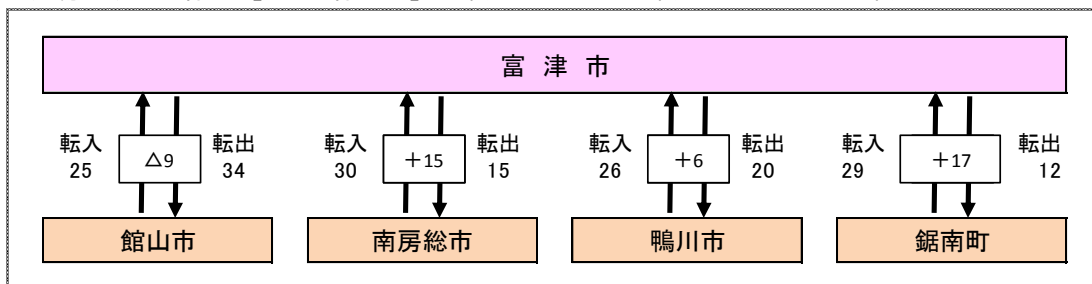 富津市
転入 25 △9 転出 34
転入 30 +15 転出 15
転入 26 +6 転出 20
転入 29 +17 転出 12
館山市 南房総市 鴨川市 鋸南町